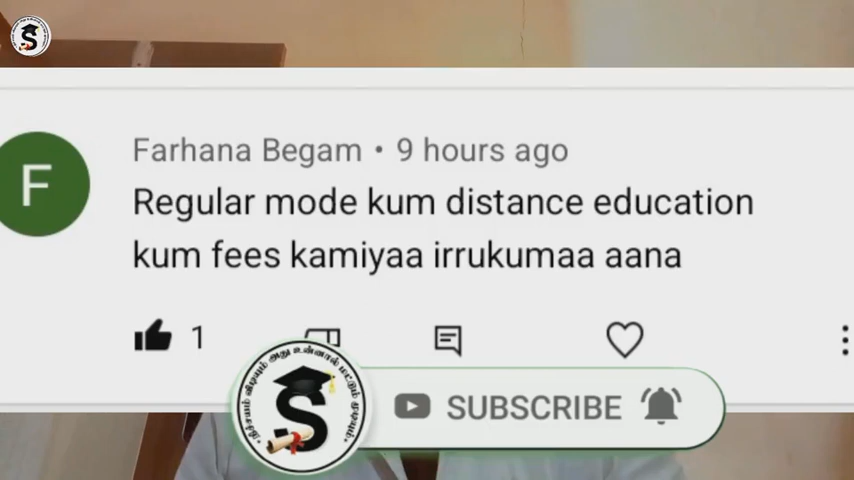 Farhana Begam • 9 hours ago
F
Regular mode kum distance education
kum fees kamiyaa irrukumaa aana
1
S
SUBSCRIBE